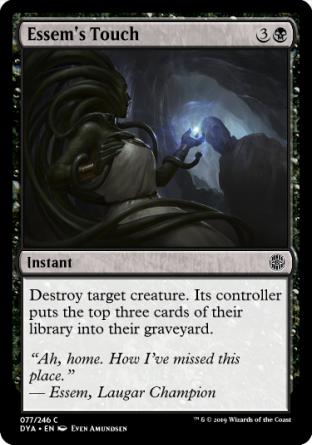 Essem's Touch 3
Instant
Destroy target creature. Its controller
puts the top three cards of their
library into their graveyard.
“Ah, home. How I’ve missed this
place.”
— Essem, Laugar Champion
077/246 C
DYA • EN Even Amundsen
™ & © 2019 Wizards of the Coast